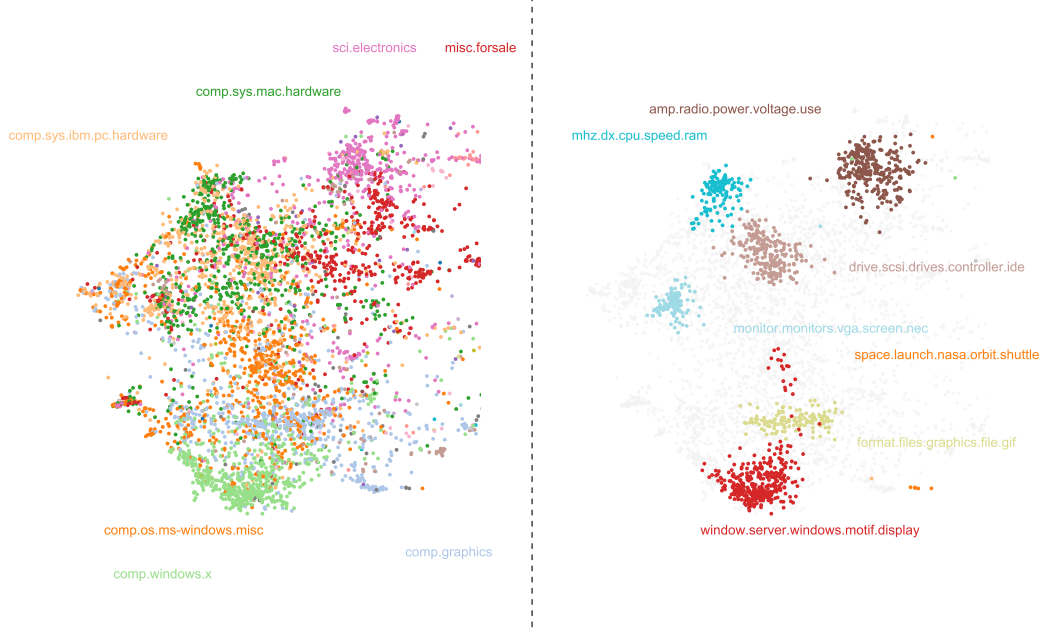 sci.electronics
misc.forsale
comp.sys.mac.hardware
comp.sys.ibm.pc.hardware
comp.os.ms-windows.misc
comp.graphics
comp.windows.x
amp.radio.power.voltage.use
mhz.dx.cpu.speed.ram
drive.scsi.drives.controller.ide
monitor.monitors.vga.screen.nec
space.launch.nasa.orbit.shuttle
format.files.graphics.file.gif
window.server.windows.motif.display